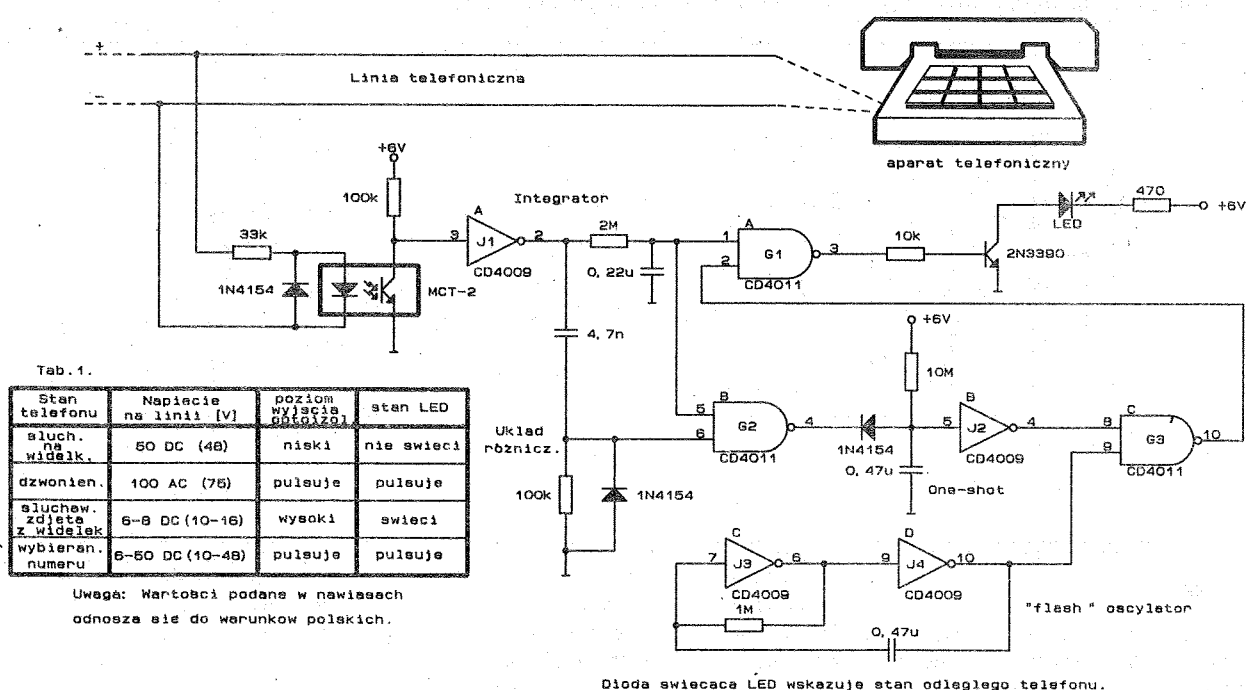 +
Linia telefoniczna
-
aparat telefoniczny
+6V
100k
Integrator
33k
1N4154
MCT-2
A
3
J1
2
CD4009
2M
0,22u
4,7n
A
1
2
G1
3
CD4011
10k
LED
470
+6V
2N3390
Tab.1.
Stan telefonu | Napiecie na linii [V] | poziom wyjscia optoizol. | stan LED
sluch. na widelk. | 50 DC (48) | niski | nie swieci
dzwonien. | 100 AC (75) | pulsuje | pulsuje
sluchaw. zdjeta z widelek | 6-8 DC (10-16) | wysoki | swieci
wybieran. numeru | 6-50 DC (10-48) | pulsuje | pulsuje
Uwaga: Wartosci podane w nawiasach
odnosza sie do warunkow polskich.
Uklad
różnicz.
100k
1N4154
B
5
6
G2
4
CD4011
1N4154
+6V
10M
0,47u
One-shot
B
5
J2
4
CD4009
C
7
8
9
G3
10
CD4011
C
7
J3
6
CD4009
1M
D
9
J4
10
CD4009
0,47u
"flash" oscylator
Dioda swiecaca LED wskazuje stan odleglego telefonu.